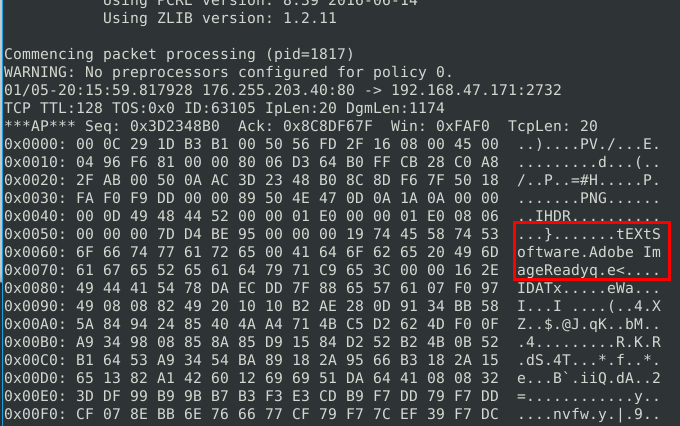 Using PCRE version: 8.39 2016-06-14
Using ZLIB version: 1.2.11
Commencing packet processing (pid=1817)
WARNING: No preprocessors configured for policy 0.
01/05-20:15:59.817928 176.255.203.40:80 -> 192.168.47.171:2732
TCP TTL:128 TOS:0x0 ID:63105 IpLen:20 DgmLen:1174
***AP*** Seq: 0x3D2348B0  Ack: 0x8C8DF67F  Win: 0xFAF0  TcpLen: 20
0x0000: 00 0C 29 1D B3 B1 00 50 56 FD 2F 16 08 00 45 00  ..)....PV./...E.
0x0010: 04 96 F6 81 00 00 80 06 D3 64 B0 FF CB 28 C0 A8  .........d...(..
0x0020: 2F AB 00 50 0A AC 3D 23 48 B0 8C 8D F6 7F 50 18  /..P..=#H.....P.
0x0030: FA F0 F9 DD 00 00 89 50 4E 47 0D 0A 1A 0A 00 00  .......PNG......
0x0040: 00 0D 49 48 44 52 00 00 01 E0 00 00 01 E0 08 06  ..IHDR..........
0x0050: 00 00 00 7D D4 BE 95 00 00 00 19 74 45 58 74 53  ...}.......tEXtS
0x0060: 6F 66 74 77 61 72 65 00 41 64 6F 62 65 20 49 6D  oftware.Adobe Im
0x0070: 61 67 65 52 65 61 64 79 71 C9 65 3C 00 00 16 2E  ageReadyq.e<....
0x0080: 49 44 41 54 78 DA EC DD 7F 88 65 57 61 07 F0 97  IDATx.....eWa...
0x0090: 49 08 08 82 49 20 10 10 B2 AE 28 0D 91 34 BB 58  I...I ....(..4.X
0x00A0: 5A 84 94 24 85 40 4A A4 71 4B C5 D2 62 4D F0 0F  Z..$.@J.qK..bM..
0x00B0: A9 34 98 08 85 8A 85 D9 15 84 D2 52 B2 4B 0B 52  .4.........R.K.R
0x00C0: B1 64 53 A9 34 54 BA 89 18 2A 95 66 B3 18 2A 15  .dS.4T...*.f..*.
0x00D0: 65 13 82 A1 42 60 12 69 69 51 DA 64 41 08 08 32  e...B`.iiQ.dA..2
0x00E0: 3D DF 99 B9 9B B7 B3 F3 E3 CD B9 F7 DD 79 F7 DD  =............y..
0x00F0: CF 07 8E BB 6E 76 66 77 CF 79 F7 7C EF 39 F7 DC  ....nvfw.y.|.9..